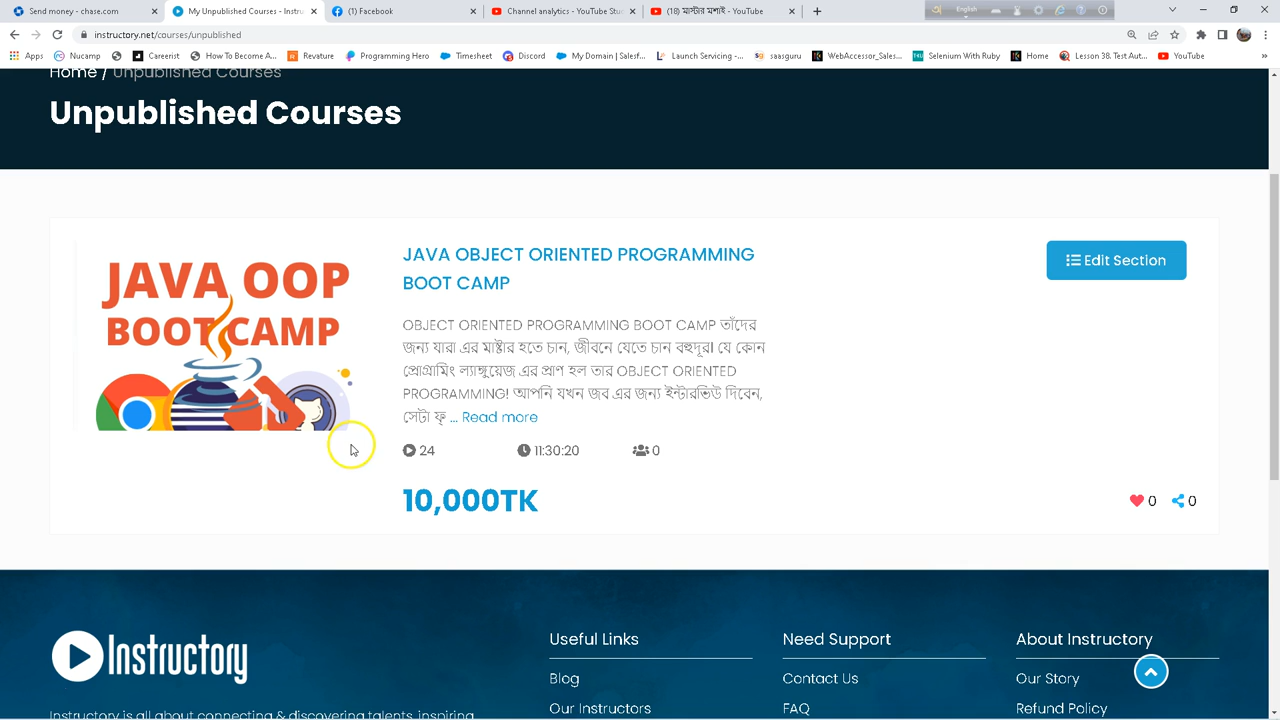 Send money - chase.com
My Unpublished Courses - Instru
(1) Facebook
Channel analytics - YouTube Stu
(18) মাস্টার মশাই - YouTube
English
instructory.net/courses/unpublished
Apps
Nucamp
Careerist
How To Become A...
Revature
Programming Hero
Timesheet
Discord
My Domain | Salesf...
Launch Servicing -...
saasguru
WebAccessor_Sales...
Selenium With Ruby
Home
Lesson 38. Test Aut...
YouTube
Home / Unpublished Courses
Unpublished Courses
JAVA OOP
BOOT CAMP
JAVA OBJECT ORIENTED PROGRAMMING
BOOT CAMP
OBJECT ORIENTED PROGRAMMING BOOT CAMP তাঁদের
জন্য যারা এর মাষ্টার হতে চান, জীবনে যেতে চান বহুদূর। যে কোন
প্রোগ্রামিং ল্যাঙ্গুয়েজ এর প্রাণ হল তার OBJECT ORIENTED
PROGRAMMING! আপনি যখন জব এর জন্য ইন্টারভিউ দিবেন,
সেটা ফ্ ... Read more
24
11:30:20
0
10,000TK
Edit Section
0
0
Instructory
Instructory is all about connecting & discovering talents, inspiring
Useful Links
Blog
Our Instructors
Need Support
Contact Us
FAQ
About Instructory
Our Story
Refund Policy